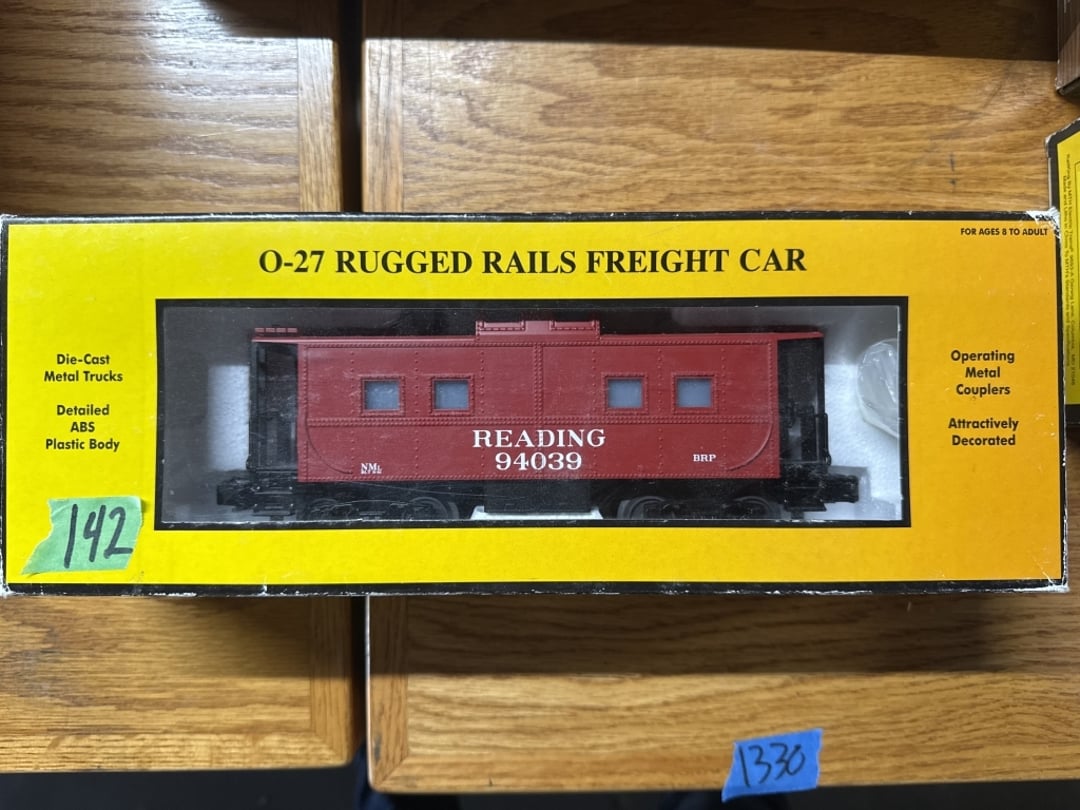 FOR AGES 8 TO ADULT
O-27 RUGGED RAILS FREIGHT CAR
Die-Cast
Metal Trucks
Detailed
ABS
Plastic Body
Operating
Metal
Couplers
Attractively
Decorated
READING
94039
NM
BRP
142
1330